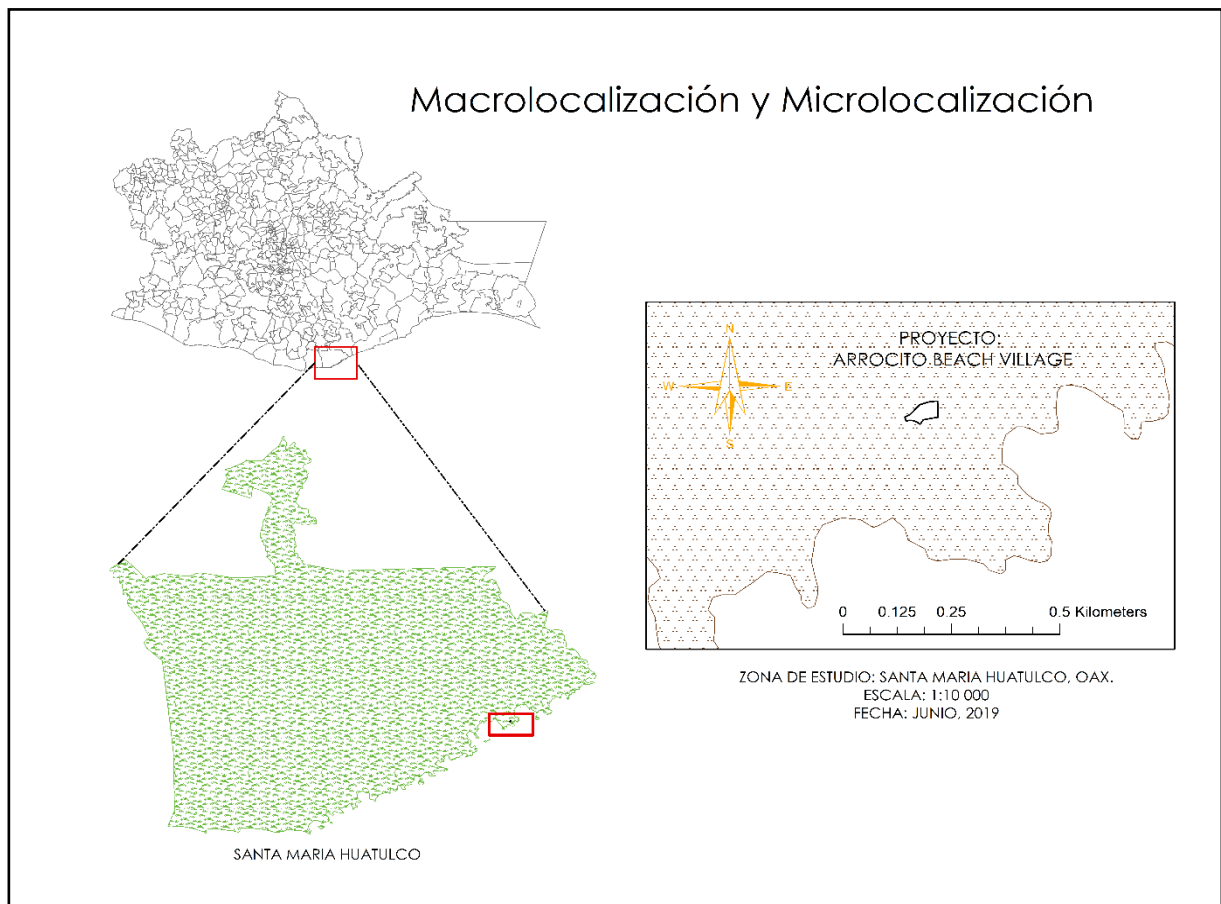 Macrolocalización y Microlocalización
N
W E
S
PROYECTO:
ARROCITO BEACH VILLAGE
0 0.125 0.25 0.5 Kilometers
ZONA DE ESTUDIO: SANTA MARIA HUATULCO, OAX.
ESCALA: 1:10 000
FECHA: JUNIO, 2019
SANTA MARIA HUATULCO